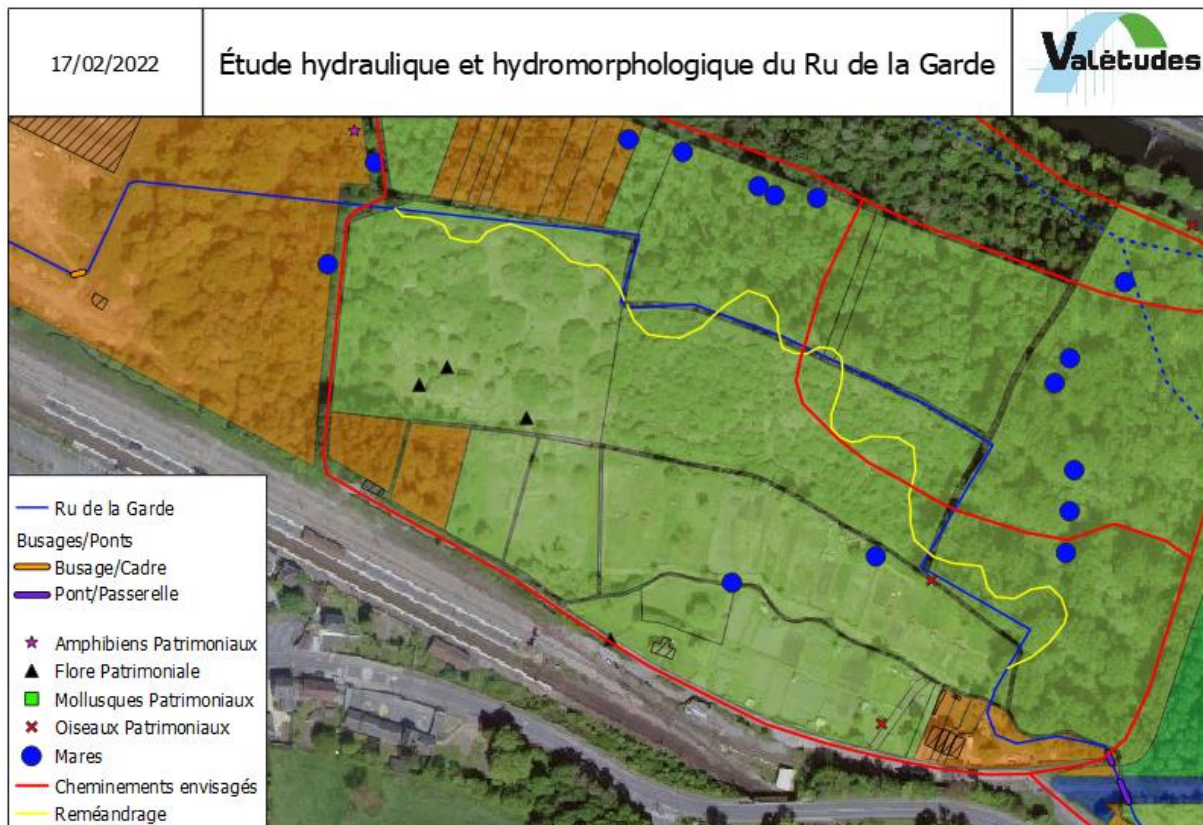 17/02/2022
Étude hydraulique et hydromorphologique du Ru de la Garde
Valétudes
Ru de la Garde
Busages/Ponts
Busage/Cadre
Pont/Passerelle
Amphibiens Patrimoniaux
Flore Patrimoniale
Mollusques Patrimoniaux
Oiseaux Patrimoniaux
Mares
Cheminements envisagés
Reméandrage